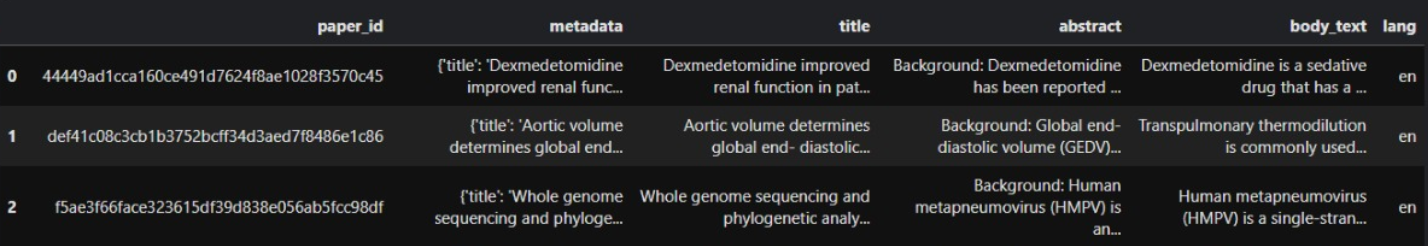 paper_id metadata title abstract body_text lang
0 44449ad1cca160ce491d7624f8ae1028f3570c45 {'title': 'Dexmedetomidine improved renal func... Dexmedetomidine improved renal function in pat... Background: Dexmedetomidine has been reported ... Dexmedetomidine is a sedative drug that has a ... en
1 def41c08c3cb1b3752bcff34d3aed7f8486e1c86 {'title': 'Aortic volume determines global end... Aortic volume determines global end- diastolic... Background: Global end-diastolic volume (GEDV)... Transpulmonary thermodilution is commonly used... en
2 f5ae3f66face323615df39d838e056ab5fcc98df {'title': 'Whole genome sequencing and phyloge... Whole genome sequencing and phylogenetic analy... Background: Human metapneumovirus (HMPV) is an... Human metapneumovirus (HMPV) is a single-stran... en